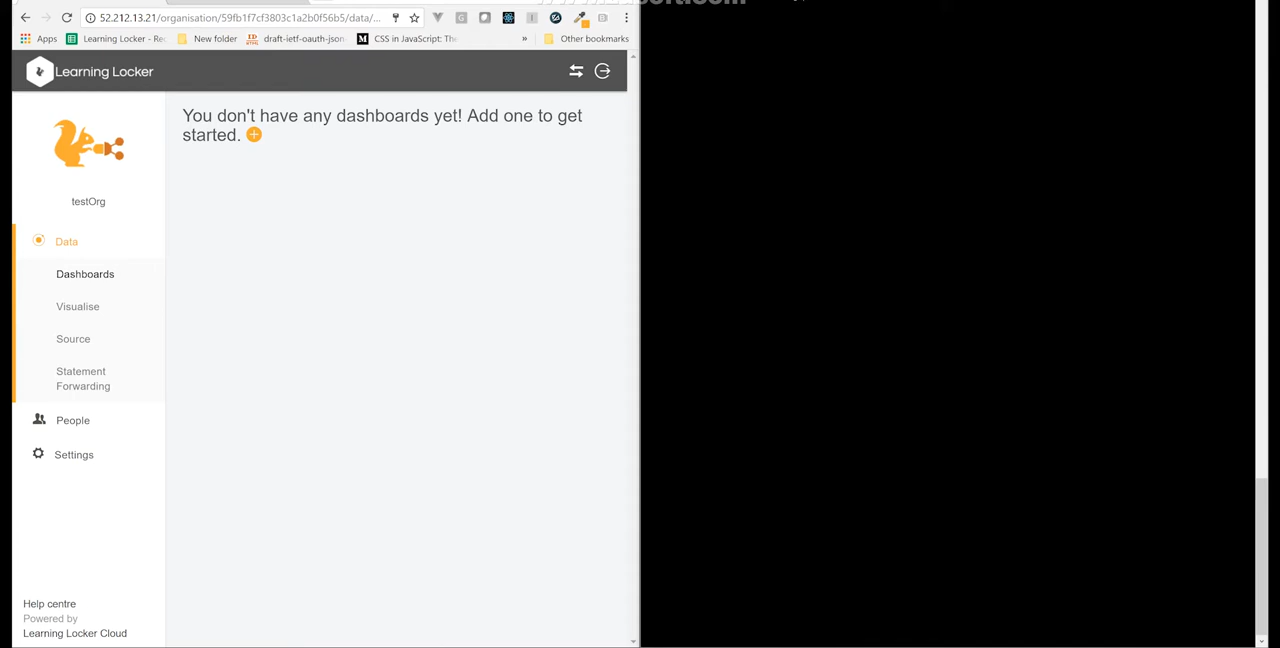 52.212.13.21/organisation/59fb1f7cf3803c1a2b0f56b5/data/...
Apps
Learning Locker - Rec
New folder
draft-ietf-oauth-json-
CSS in JavaScript: The
»
Other bookmarks
Learning Locker
You don't have any dashboards yet! Add one to get
started.
testOrg
Data
Dashboards
Visualise
Source
Statement
Forwarding
People
Settings
Help centre
Powered by
Learning Locker Cloud